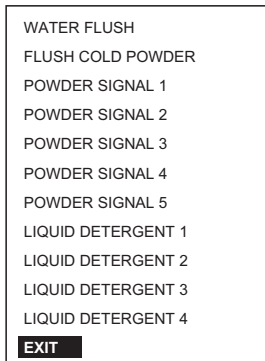 WATER FLUSH
FLUSH COLD POWDER
POWDER SIGNAL 1
POWDER SIGNAL 2
POWDER SIGNAL 3
POWDER SIGNAL 4
POWDER SIGNAL 5
LIQUID DETERGENT 1
LIQUID DETERGENT 2
LIQUID DETERGENT 3
LIQUID DETERGENT 4
EXIT